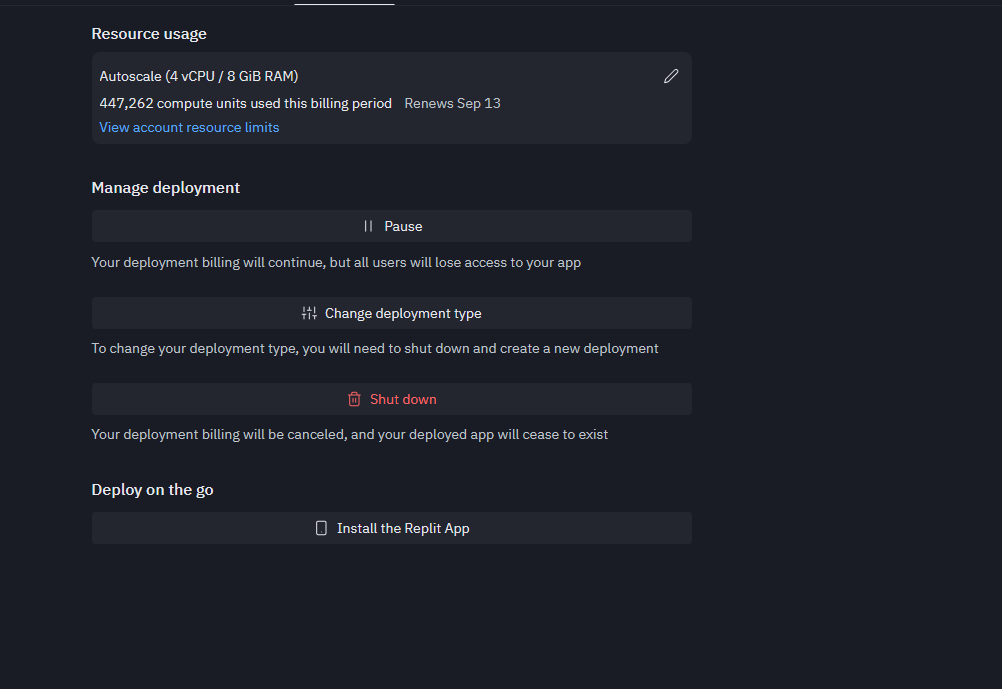 Resource usage
Autoscale (4 vCPU / 8 GiB RAM)
447,262 compute units used this billing period Renews Sep 13
View account resource limits
Manage deployment
Pause
Your deployment billing will continue, but all users will lose access to your app
Change deployment type
To change your deployment type, you will need to shut down and create a new deployment
Shut down
Your deployment billing will be canceled, and your deployed app will cease to exist
Deploy on the go
Install the Replit App